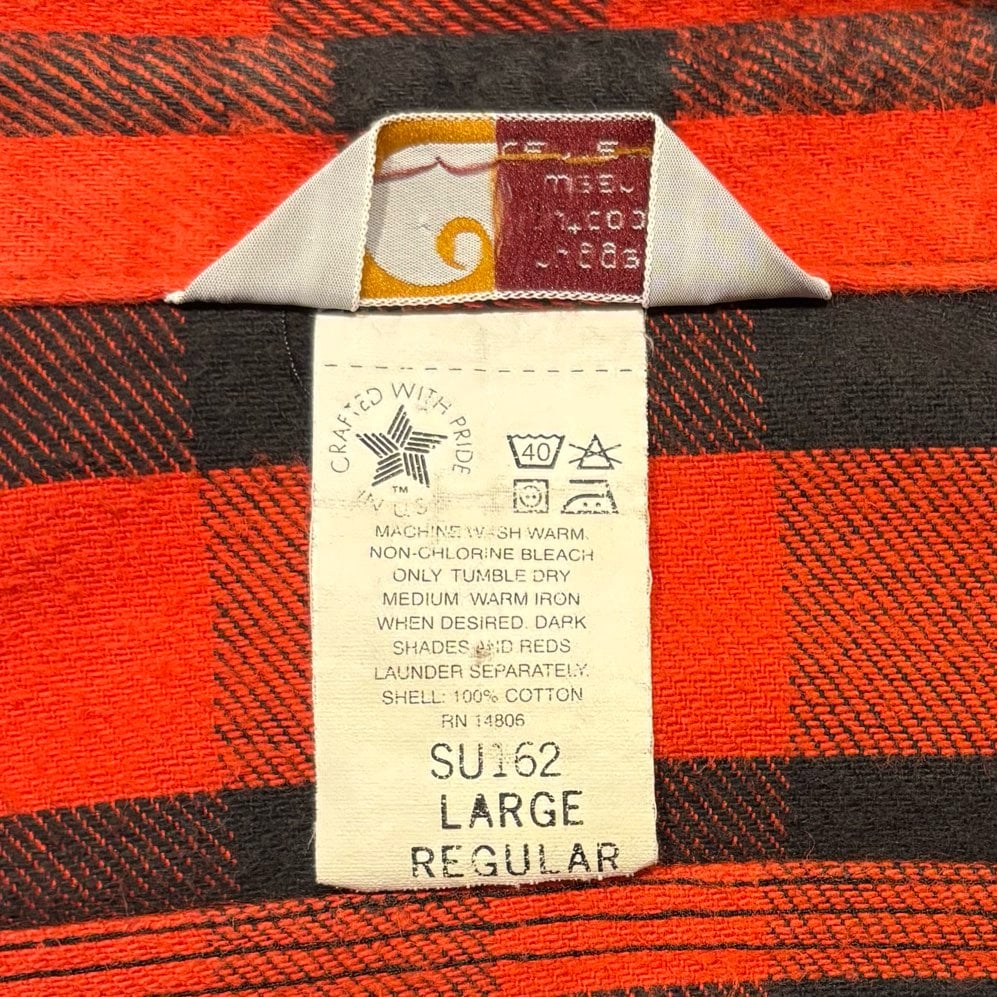 CRAFTED WITH PRIDE
IN U.S.
TM
40
MACHINE WASH WARM
NON-CHLORINE BLEACH
ONLY TUMBLE DRY
MEDIUM WARM IRON
WHEN DESIRED. DARK
SHADES AND REDS
LAUNDER SEPARATELY.
SHELL: 100% COTTON
RN 14806
SU162
LARGE
REGULAR